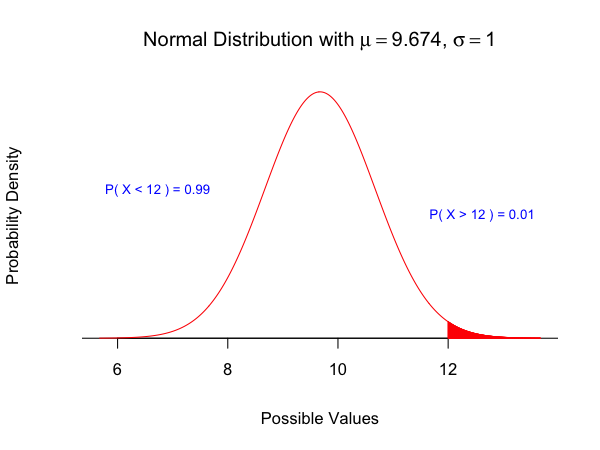 Normal Distribution with μ = 9.674, σ = 1
Probability Density
P( X < 12 ) = 0.99
P( X > 12 ) = 0.01
6 8 10 12
Possible Values